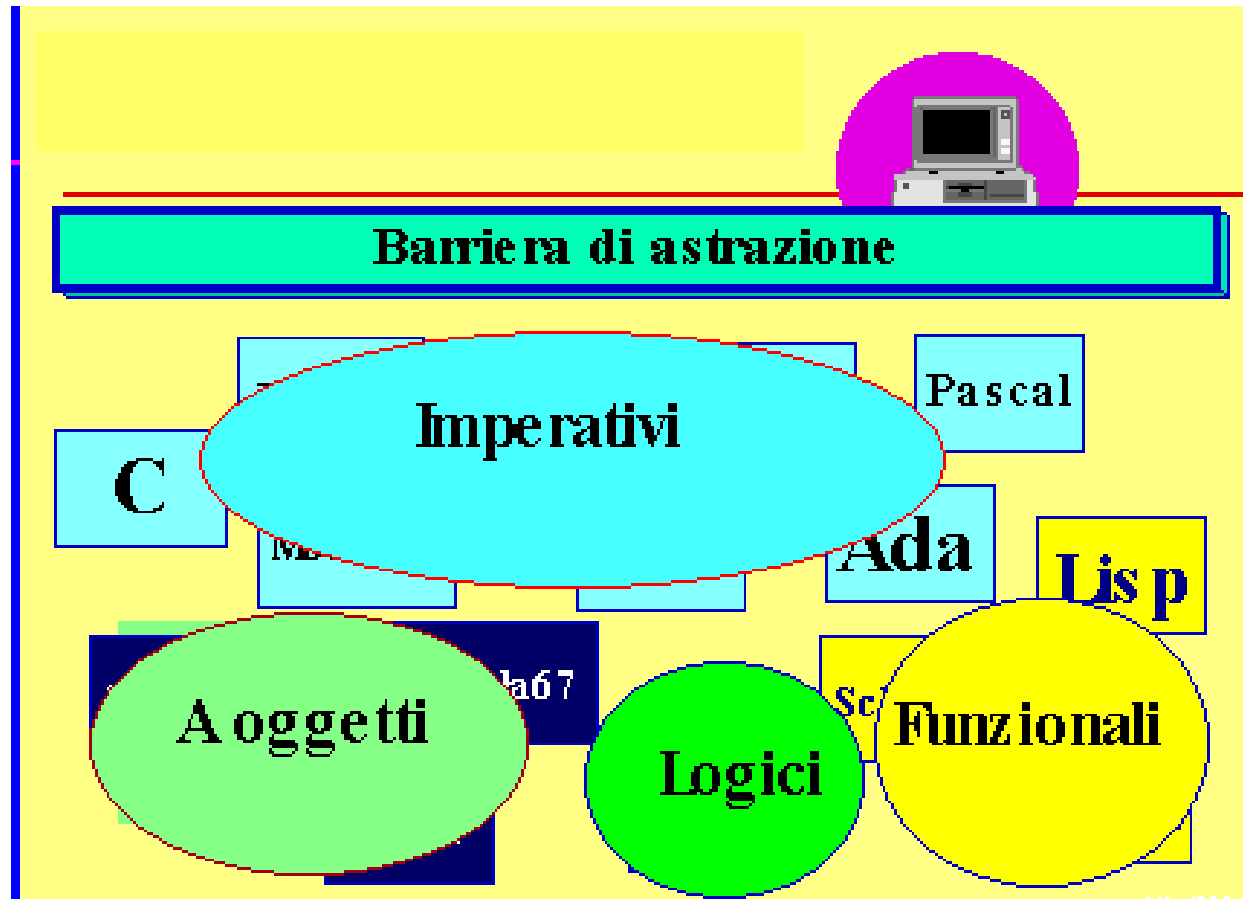 Barriera di astrazione
Imperativi
Pascal
C
Ada
Lisp
A oggetti
Logici
Funzionali